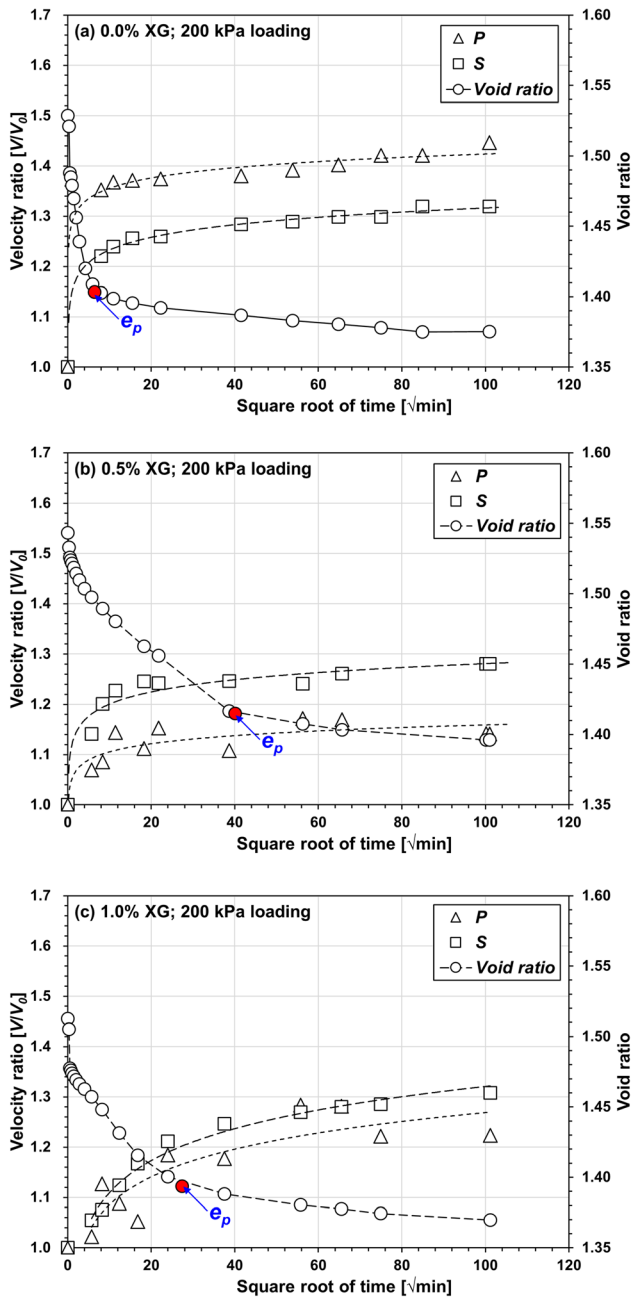 (a) 0.0% XG; 200 kPa loading
P
S
Void ratio
1.7
1.6
1.5
1.4
1.3
1.2
1.1
1.0
Velocity ratio [V/V0]
1.60
1.55
1.50
1.45
1.40
1.35
Void ratio
ep
0 20 40 60 80 100 120
Square root of time [√min]
(b) 0.5% XG; 200 kPa loading
P
S
Void ratio
1.7
1.6
1.5
1.4
1.3
1.2
1.1
1.0
Velocity ratio [V/V0]
1.60
1.55
1.50
1.45
1.40
1.35
Void ratio
ep
0 20 40 60 80 100 120
Square root of time [√min]
(c) 1.0% XG; 200 kPa loading
P
S
Void ratio
1.7
1.6
1.5
1.4
1.3
1.2
1.1
1.0
Velocity ratio [V/V0]
1.60
1.55
1.50
1.45
1.40
1.35
Void ratio
ep
0 20 40 60 80 100 120
Square root of time [√min]